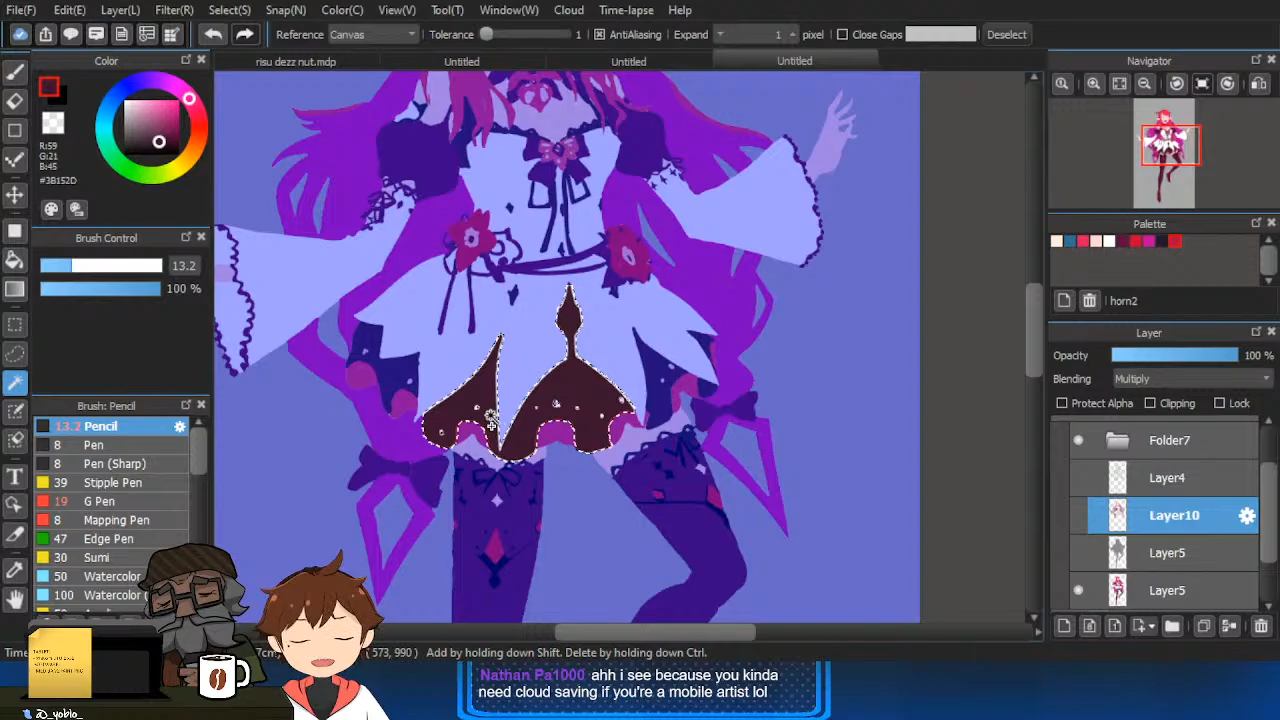 File(F) Edit(E) Layer(L) Filter(R) Select(S) Snap(N) Color(C) View(V) Tool(T) Window(W) Cloud Time-lapse Help
Reference Canvas Tolerance 1 AntiAliasing Expand 1 pixel Close Gaps Deselect
Color
risu dezz nut.mdp Untitled Untitled Untitled
Navigator
R:59
G:21
B:45
#3B152D
Brush Control
13.2
100 %
Palette
horn2
Layer
Opacity 100 %
Blending Multiply
Protect Alpha Clipping Lock
Folder7
Layer4
Layer10
Layer5
Layer5
Brush: Pencil
13.2 Pencil
8 Pen
8 Pen (Sharp)
39 Stipple Pen
19 G Pen
8 Mapping Pen
47 Edge Pen
30 Sumi
50 Watercolor
100 Watercolor
( 573, 990 ) Add by holding down Shift. Delete by holding down Ctrl.
Nathan Pa1000 ahh i see because you kinda
need cloud saving if you're a mobile artist lol